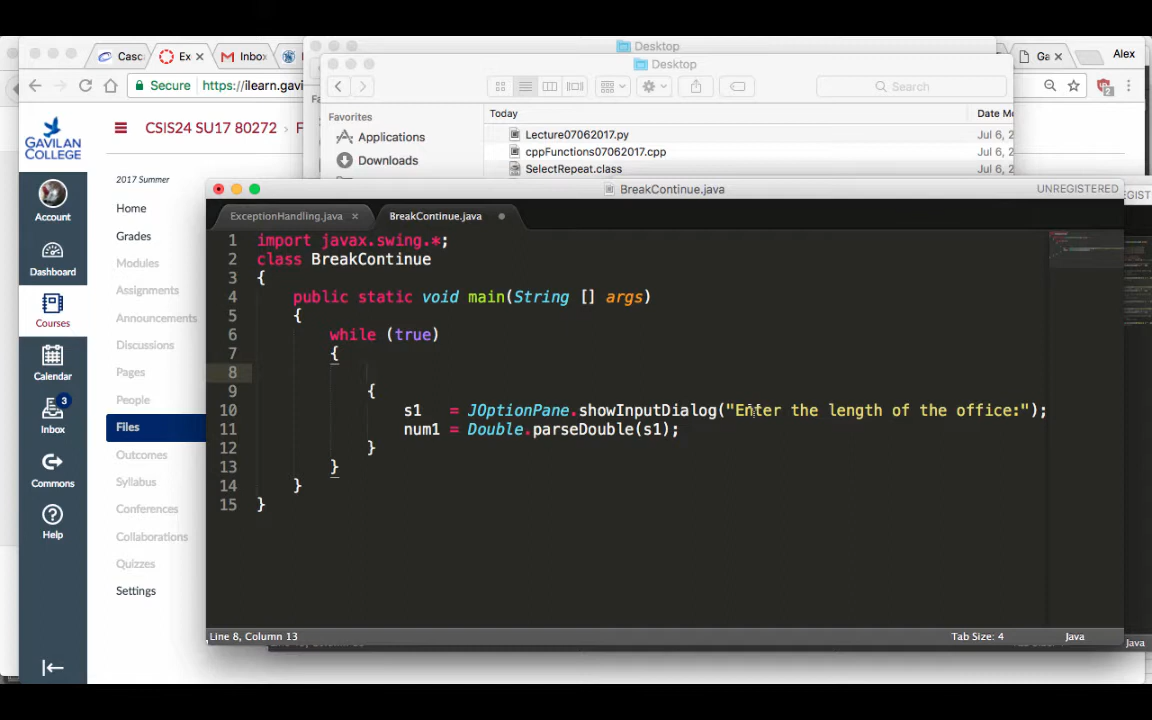 Desktop
Casc
Ex
Inbo
Ga
Alex
Desktop
Secure
https://ilearn.gavi
Search
Favorites
Today
Date Mo
CSIS24 SU17 80272 › F
Applications
Lecture07062017.py
Jul 6, 2
cppFunctions07062017.cpp
Jul 6, 2
GAVILAN
COLLEGE
Downloads
SelectRepeat.class
Jul 6, 2
2017 Summer
BreakContinue.java
UNREGISTERED
Account
Home
ExceptionHandling.java
BreakContinue.java
Grades
Dashboard
Modules
Assignments
Courses
Announcements
Discussions
Calendar
Pages
People
3
Inbox
Files
Outcomes
Commons
Syllabus
Conferences
Help
Collaborations
Quizzes
Settings
1 import javax.swing.*;
2 class BreakContinue
3 {
4 public static void main(String [] args)
5 {
6 while (true)
7 {
8
9 {
10 s1 = JOptionPane.showInputDialog("Enter the length of the office:");
11 num1 = Double.parseDouble(s1);
12 }
13 }
14 }
15 }
Line 8, Column 13
Tab Size: 4
Java
Java